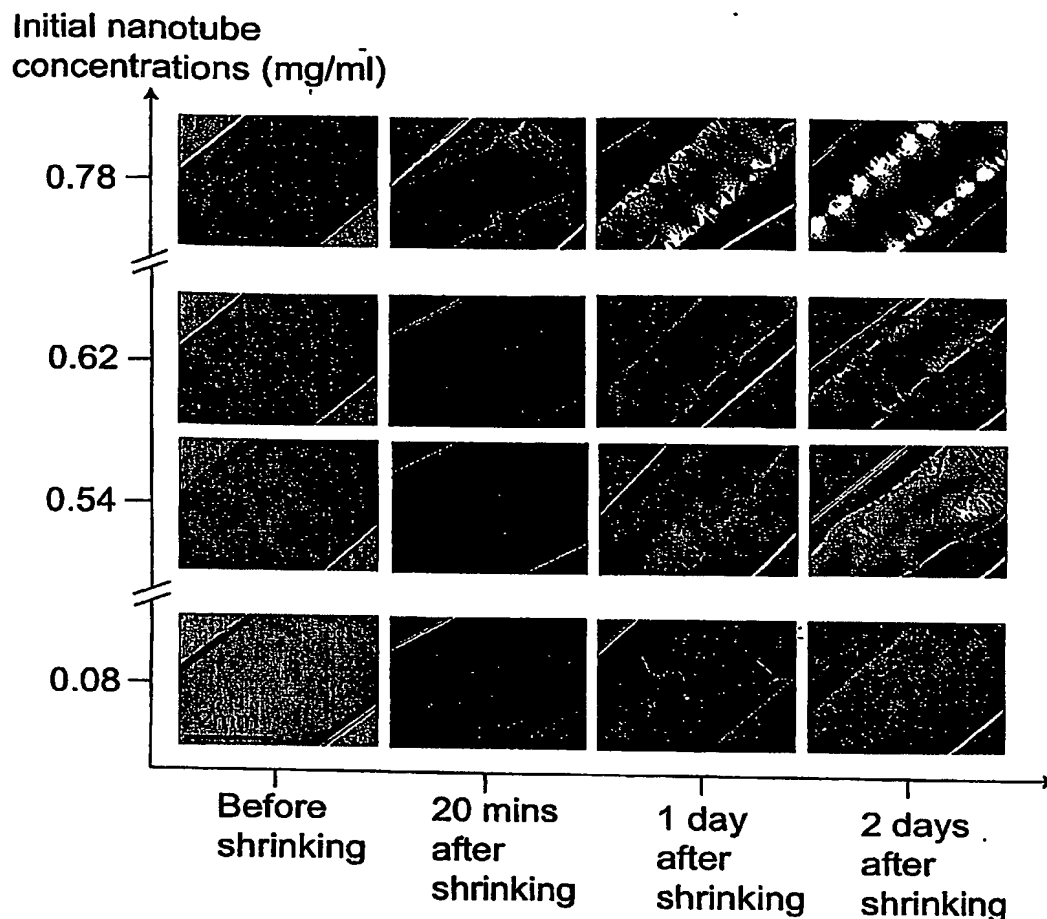 Initial nanotube
concentrations (mg/ml)
0.78
0.62
0.54
0.08
Before
shrinking
20 mins
after
shrinking
1 day
after
shrinking
2 days
after
shrinking